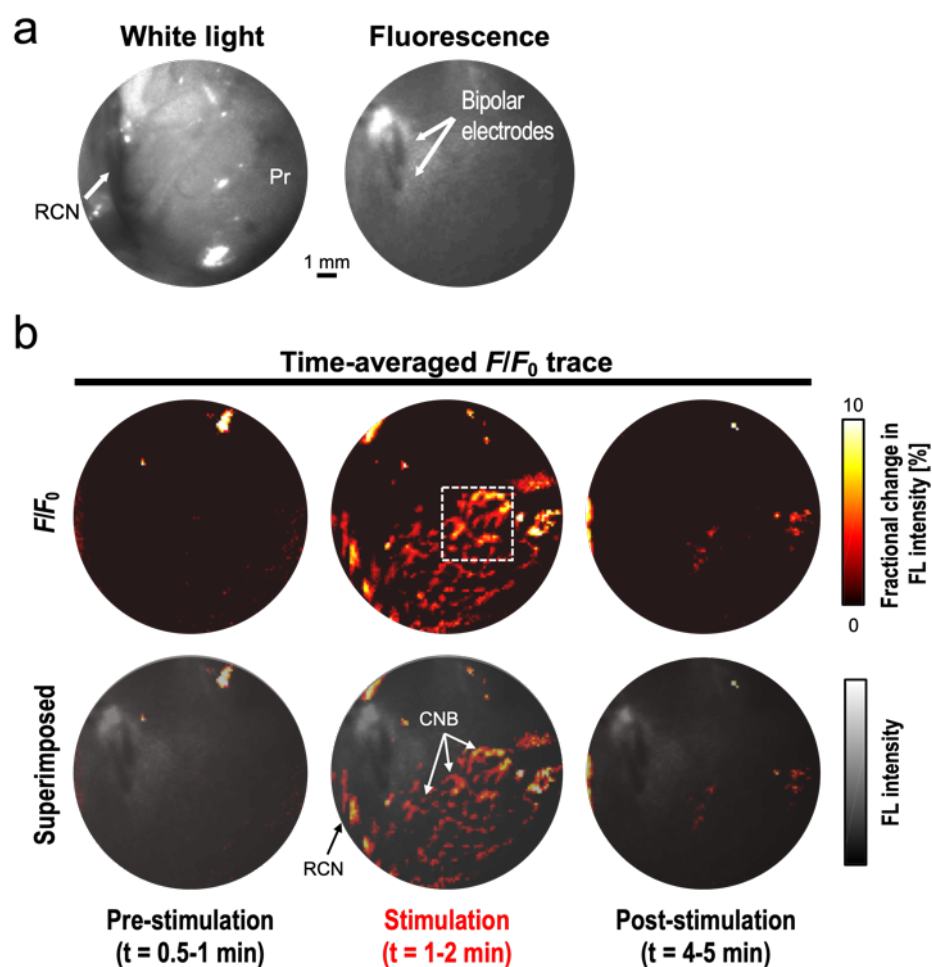 a
White light
Fluorescence
Bipolar
electrodes
Pr
RCN
1 mm
b
Time-averaged F/F₀ trace
10
Fractional change in
FL intensity [%]
0
F/F₀
Superimposed
CNB
RCN
FL intensity
Pre-stimulation
(t = 0.5-1 min)
Stimulation
(t = 1-2 min)
Post-stimulation
(t = 4-5 min)